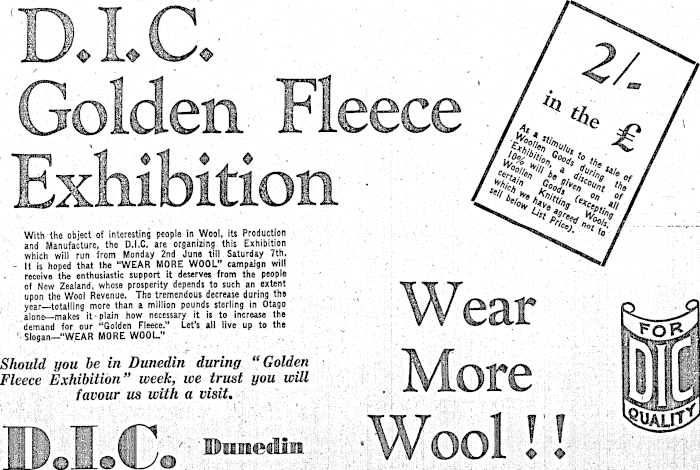 D.I.C.
Golden Fleece
Exhibition
With the object of interesting people in Wool, its Production
and Manufacture, the D.I.C. are organizing this Exhibition
which will run from Monday 2nd June till Saturday 7th.
It is hoped that the "WEAR MORE WOOL" campaign will
receive the enthusiastic support it deserves from the people
of New Zealand, whose prosperity depends to such an extent
upon the Wool Revenue. The tremendous decrease during the
year—totalling more than a million pounds sterling in Otago
alone—makes it plain how necessary it is to increase the
demand for our "Golden Fleece." Let's all live up to the
Slogan—"WEAR MORE WOOL."
Should you be in Dunedin during "Golden
Fleece Exhibition" week, we trust you will
favour us with a visit.
D.I.C. Dunedin
2/-
in the £
As a stimulus to the sale of
Woollen Goods during the
Exhibition, a discount of
10% will be given on all
Woollen Goods (excepting
certain Knitting Wools,
which we have agreed not to
sell below List Price).
Wear
More
Wool!!
FOR
DIC
QUALITY